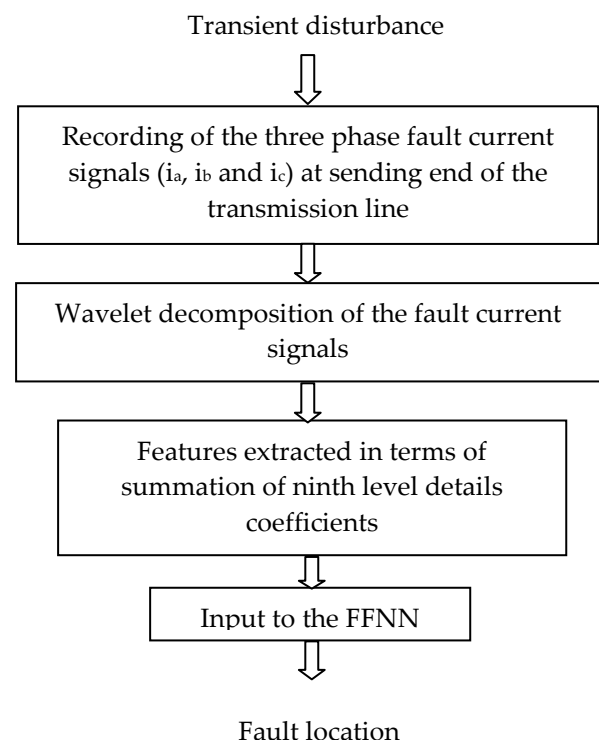 Transient disturbance
Recording of the three phase fault current
signals (ia, ib and ic) at sending end of the
transmission line
Wavelet decomposition of the fault current
signals
Features extracted in terms of
summation of ninth level details
coefficients
Input to the FFNN
Fault location